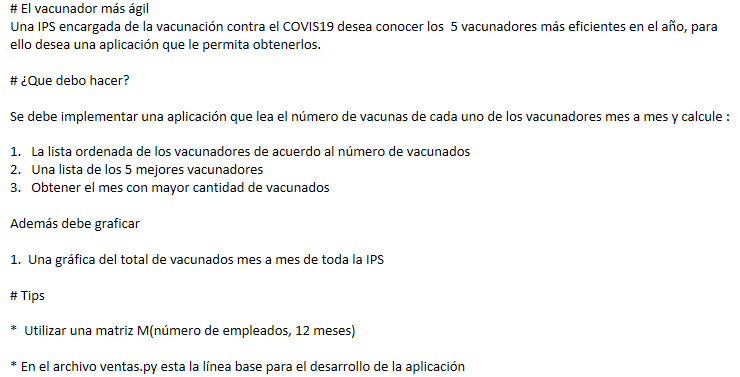 # El vacunador más ágil
Una IPS encargada de la vacunación contra el COVIS19 desea conocer los  5 vacunadores más eficientes en el año, para
ello desea una aplicación que le permita obtenerlos.
# ¿Que debo hacer?
Se debe implementar una aplicación que lea el número de vacunas de cada uno de los vacunadores mes a mes y calcule :
1.  La lista ordenada de los vacunadores de acuerdo al número de vacunados
2.  Una lista de los 5 mejores vacunadores
3.  Obtener el mes con mayor cantidad de vacunados
Además debe graficar
1.  Una gráfica del total de vacunados mes a mes de toda la IPS
# Tips
*  Utilizar una matriz M(número de empleados, 12 meses)
* En el archivo ventas.py esta la línea base para el desarrollo de la aplicación